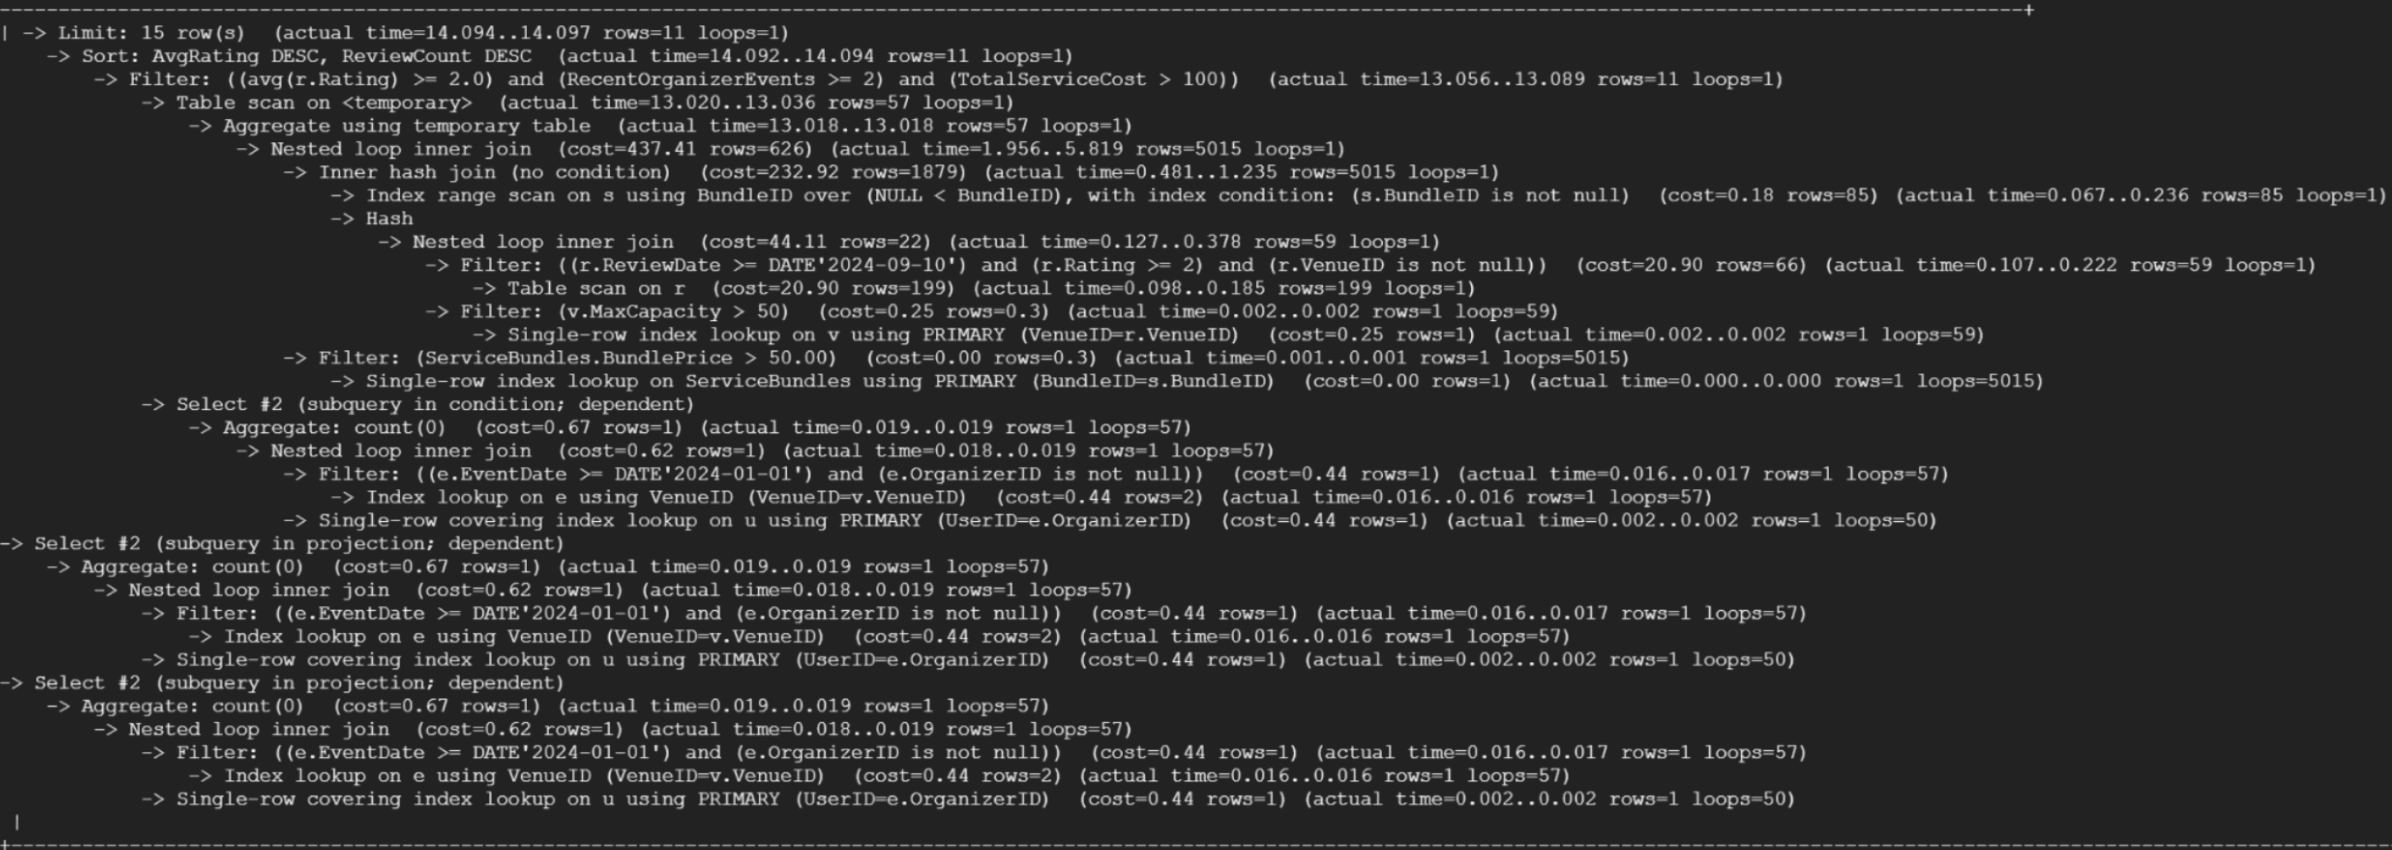 | -> Limit: 15 row(s)  (actual time=14.094..14.097 rows=11 loops=1)
-> Sort: AvgRating DESC, ReviewCount DESC  (actual time=14.092..14.094 rows=11 loops=1)
-> Filter: ((avg(r.Rating) >= 2.0) and (RecentOrganizerEvents >= 2) and (TotalServiceCost > 100))  (actual time=13.056..13.089 rows=11 loops=1)
-> Table scan on <temporary>  (actual time=13.020..13.036 rows=57 loops=1)
-> Aggregate using temporary table  (actual time=13.018..13.018 rows=57 loops=1)
-> Nested loop inner join  (cost=437.41 rows=626) (actual time=1.956..5.819 rows=5015 loops=1)
-> Inner hash join (no condition)  (cost=232.92 rows=1879) (actual time=0.481..1.235 rows=5015 loops=1)
-> Index range scan on s using BundleID over (NULL < BundleID), with index condition: (s.BundleID is not null)  (cost=0.18 rows=85) (actual time=0.067..0.236 rows=85 loops=1)
-> Hash
-> Nested loop inner join  (cost=44.11 rows=22) (actual time=0.127..0.378 rows=59 loops=1)
-> Filter: ((r.ReviewDate >= DATE'2024-09-10') and (r.Rating >= 2) and (r.VenueID is not null))  (cost=20.90 rows=66) (actual time=0.107..0.222 rows=59 loops=1)
-> Table scan on r  (cost=20.90 rows=199) (actual time=0.098..0.185 rows=199 loops=1)
-> Filter: (v.MaxCapacity > 50)  (cost=0.25 rows=0.3) (actual time=0.002..0.002 rows=1 loops=59)
-> Single-row index lookup on v using PRIMARY (VenueID=r.VenueID)  (cost=0.25 rows=1) (actual time=0.002..0.002 rows=1 loops=59)
-> Filter: (ServiceBundles.BundlePrice > 50.00)  (cost=0.00 rows=0.3) (actual time=0.001..0.001 rows=1 loops=5015)
-> Single-row index lookup on ServiceBundles using PRIMARY (BundleID=s.BundleID)  (cost=0.00 rows=1) (actual time=0.000..0.000 rows=1 loops=5015)
-> Select #2 (subquery in condition; dependent)
-> Aggregate: count(0)  (cost=0.67 rows=1) (actual time=0.019..0.019 rows=1 loops=57)
-> Nested loop inner join  (cost=0.62 rows=1) (actual time=0.018..0.019 rows=1 loops=57)
-> Filter: ((e.EventDate >= DATE'2024-01-01') and (e.OrganizerID is not null))  (cost=0.44 rows=1) (actual time=0.016..0.017 rows=1 loops=57)
-> Index lookup on e using VenueID (VenueID=v.VenueID)  (cost=0.44 rows=2) (actual time=0.016..0.016 rows=1 loops=57)
-> Single-row covering index lookup on u using PRIMARY (UserID=e.OrganizerID)  (cost=0.44 rows=1) (actual time=0.002..0.002 rows=1 loops=50)
-> Select #2 (subquery in projection; dependent)
-> Aggregate: count(0)  (cost=0.67 rows=1) (actual time=0.019..0.019 rows=1 loops=57)
-> Nested loop inner join  (cost=0.62 rows=1) (actual time=0.018..0.019 rows=1 loops=57)
-> Filter: ((e.EventDate >= DATE'2024-01-01') and (e.OrganizerID is not null))  (cost=0.44 rows=1) (actual time=0.016..0.017 rows=1 loops=57)
-> Index lookup on e using VenueID (VenueID=v.VenueID)  (cost=0.44 rows=2) (actual time=0.016..0.016 rows=1 loops=57)
-> Single-row covering index lookup on u using PRIMARY (UserID=e.OrganizerID)  (cost=0.44 rows=1) (actual time=0.002..0.002 rows=1 loops=50)
-> Select #2 (subquery in projection; dependent)
-> Aggregate: count(0)  (cost=0.67 rows=1) (actual time=0.019..0.019 rows=1 loops=57)
-> Nested loop inner join  (cost=0.62 rows=1) (actual time=0.018..0.019 rows=1 loops=57)
-> Filter: ((e.EventDate >= DATE'2024-01-01') and (e.OrganizerID is not null))  (cost=0.44 rows=1) (actual time=0.016..0.017 rows=1 loops=57)
-> Index lookup on e using VenueID (VenueID=v.VenueID)  (cost=0.44 rows=2) (actual time=0.016..0.016 rows=1 loops=57)
-> Single-row covering index lookup on u using PRIMARY (UserID=e.OrganizerID)  (cost=0.44 rows=1) (actual time=0.002..0.002 rows=1 loops=50)
|